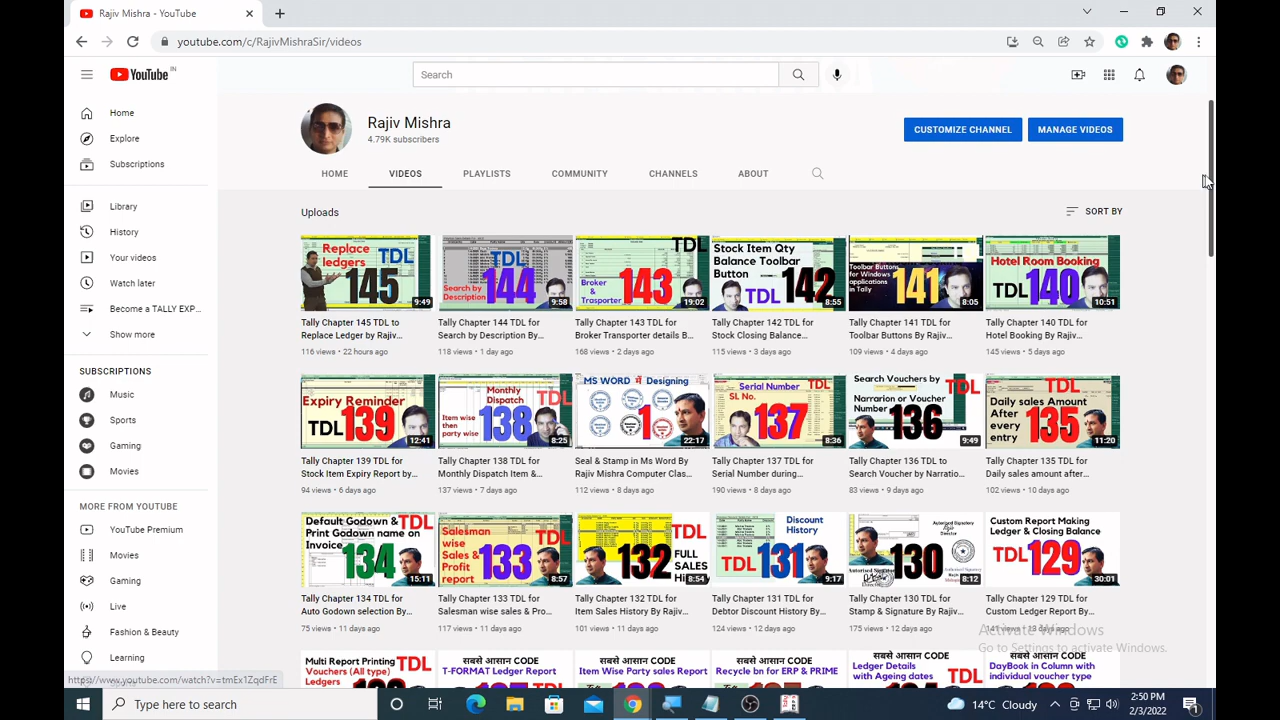 Rajiv Mishra - YouTube
youtube.com/c/RajivMishraSir/videos
YouTube IN
Search
Home
Explore
Subscriptions
Library
History
Your videos
Watch later
Become a TALLY EXP...
Show more
SUBSCRIPTIONS
Music
Sports
Gaming
Movies
MORE FROM YOUTUBE
YouTube Premium
Movies
Gaming
Live
Fashion & Beauty
Learning
https://www.youtube.com/watch?v=tmEx1ZqdFrE
Rajiv Mishra
4.79K subscribers
CUSTOMIZE CHANNEL
MANAGE VIDEOS
HOME
VIDEOS
PLAYLISTS
COMMUNITY
CHANNELS
ABOUT
Uploads
SORT BY
Replace
ledgers
TDL
145
9:49
Tally Chapter 145 TDL to
Replace Ledger by Rajiv...
116 views • 22 hours ago
TDL
144
Search by
Description
9:58
Tally Chapter 144 TDL for
Search by Description By...
118 views • 1 day ago
TDL
143
Broker
&
Trasporter
19:02
Tally Chapter 143 TDL for
Broker Transporter details B...
168 views • 2 days ago
Stock Item Qty
Balance Toolbar
Button
TDL
142
8:55
Tally Chapter 142 TDL for
Stock Closing Balance...
115 views • 3 days ago
Toolbar Buttons
for Windows
applications
in Tally
141
8:05
Tally Chapter 141 TDL for
Toolbar Buttons By Rajiv...
109 views • 4 days ago
Hotel Room Booking
TDL
140
10:51
Tally Chapter 140 TDL for
Hotel Booking By Rajiv...
145 views • 5 days ago
Expiry Reminder
TDL
139
12:41
Tally Chapter 139 TDL for
Stock Item Expiry Report by...
94 views • 6 days ago
Monthly
Dispatch
TDL
Item wise
then
party wise
138
8:25
Tally Chapter 138 TDL for
Monthly Dispatch Item &...
137 views • 7 days ago
MS WORD में Designing
1
22:17
Seal & Stamp in Ms Word By
Rajiv Mishra Computer Clas...
112 views • 8 days ago
Serial Number
SL No.
TDL
137
8:36
Tally Chapter 137 TDL for
Serial Number during...
190 views • 8 days ago
Search Vouchers by
Narrarion or Voucher
Number
TDL
136
9:49
Tally Chapter 136 TDL to
Search Voucher by Narratio...
83 views • 9 days ago
TDL
Daily sales Amount
After
every
entry
135
11:20
Tally Chapter 135 TDL for
Daily sales amount after...
102 views • 10 days ago
Default Godown &
Print Godown name on
Invoice
TDL
134
15:11
Tally Chapter 134 TDL for
Auto Godown selection By...
75 views • 11 days ago
Salesman
wise
Sales &
Profit
report
TDL
133
8:57
Tally Chapter 133 TDL for
Salesman wise sales & Pro...
117 views • 11 days ago
TDL
132
FULL
SALES
8:54
Tally Chapter 132 TDL for
Item Sales History By Rajiv...
101 views • 11 days ago
Discount
History
TDL
131
9:17
Tally Chapter 131 TDL for
Debtor Discount History By...
124 views • 12 days ago
130
8:12
Tally Chapter 130 TDL for
Stamp & Signature By Rajiv...
175 views • 12 days ago
Custom Report Making
Ledger & Closing Balance
TDL
129
30:01
Tally Chapter 129 TDL for
Custom Ledger Report By...
Multi Report Printing
Vouchers (All type)
Ledgers
TDL
सबसे आसान CODE
T-FORMAT Ledger Report
सबसे आसान CODE
Item Wise Party sales Report
सबसे आसान CODE
Recycle bn for ERP & PRIME
सबसे आसान CODE
Ledger Details
with Ageing dates
सबसे आसान CODE
DayBook in Column with
individual voucher type
Activate Windows
Go to Settings to activate Windows.
Type here to search
14°C Cloudy
2:50 PM
2/3/2022